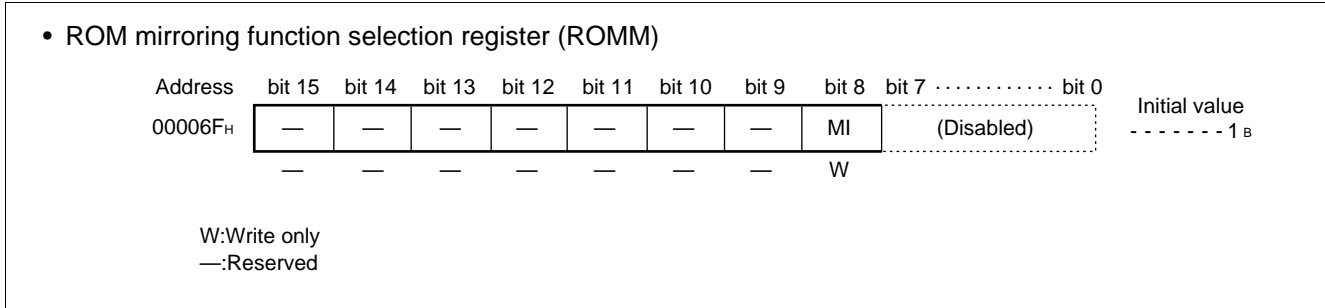 • ROM mirroring function selection register (ROMM)
Address bit 15 bit 14 bit 13 bit 12 bit 11 bit 10 bit 9 bit 8 bit 7 ············ bit 0 Initial value
00006FH — — — — — — — MI (Disabled) - - - - - - - 1 B
— — — — — — — W
W:Write only
—:Reserved